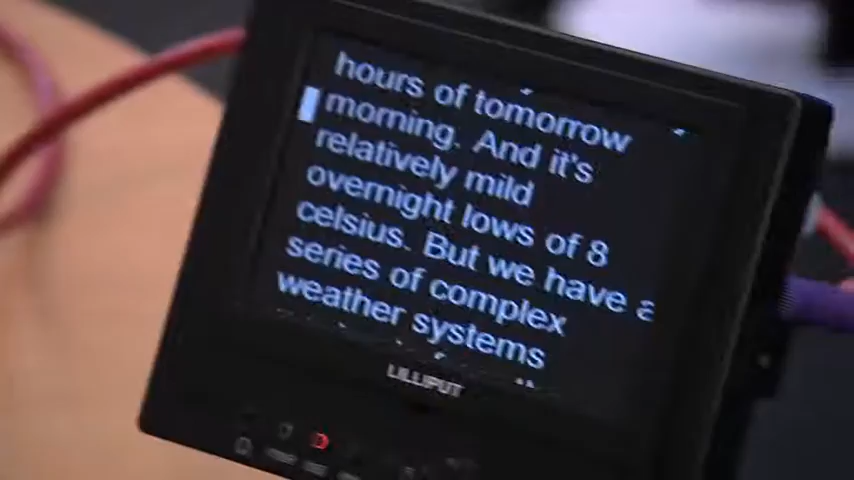 hours of tomorrow
morning. And it's
relatively mild
overnight lows of 8
celsius. But we have a
series of complex
weather systems
LILLIPUT